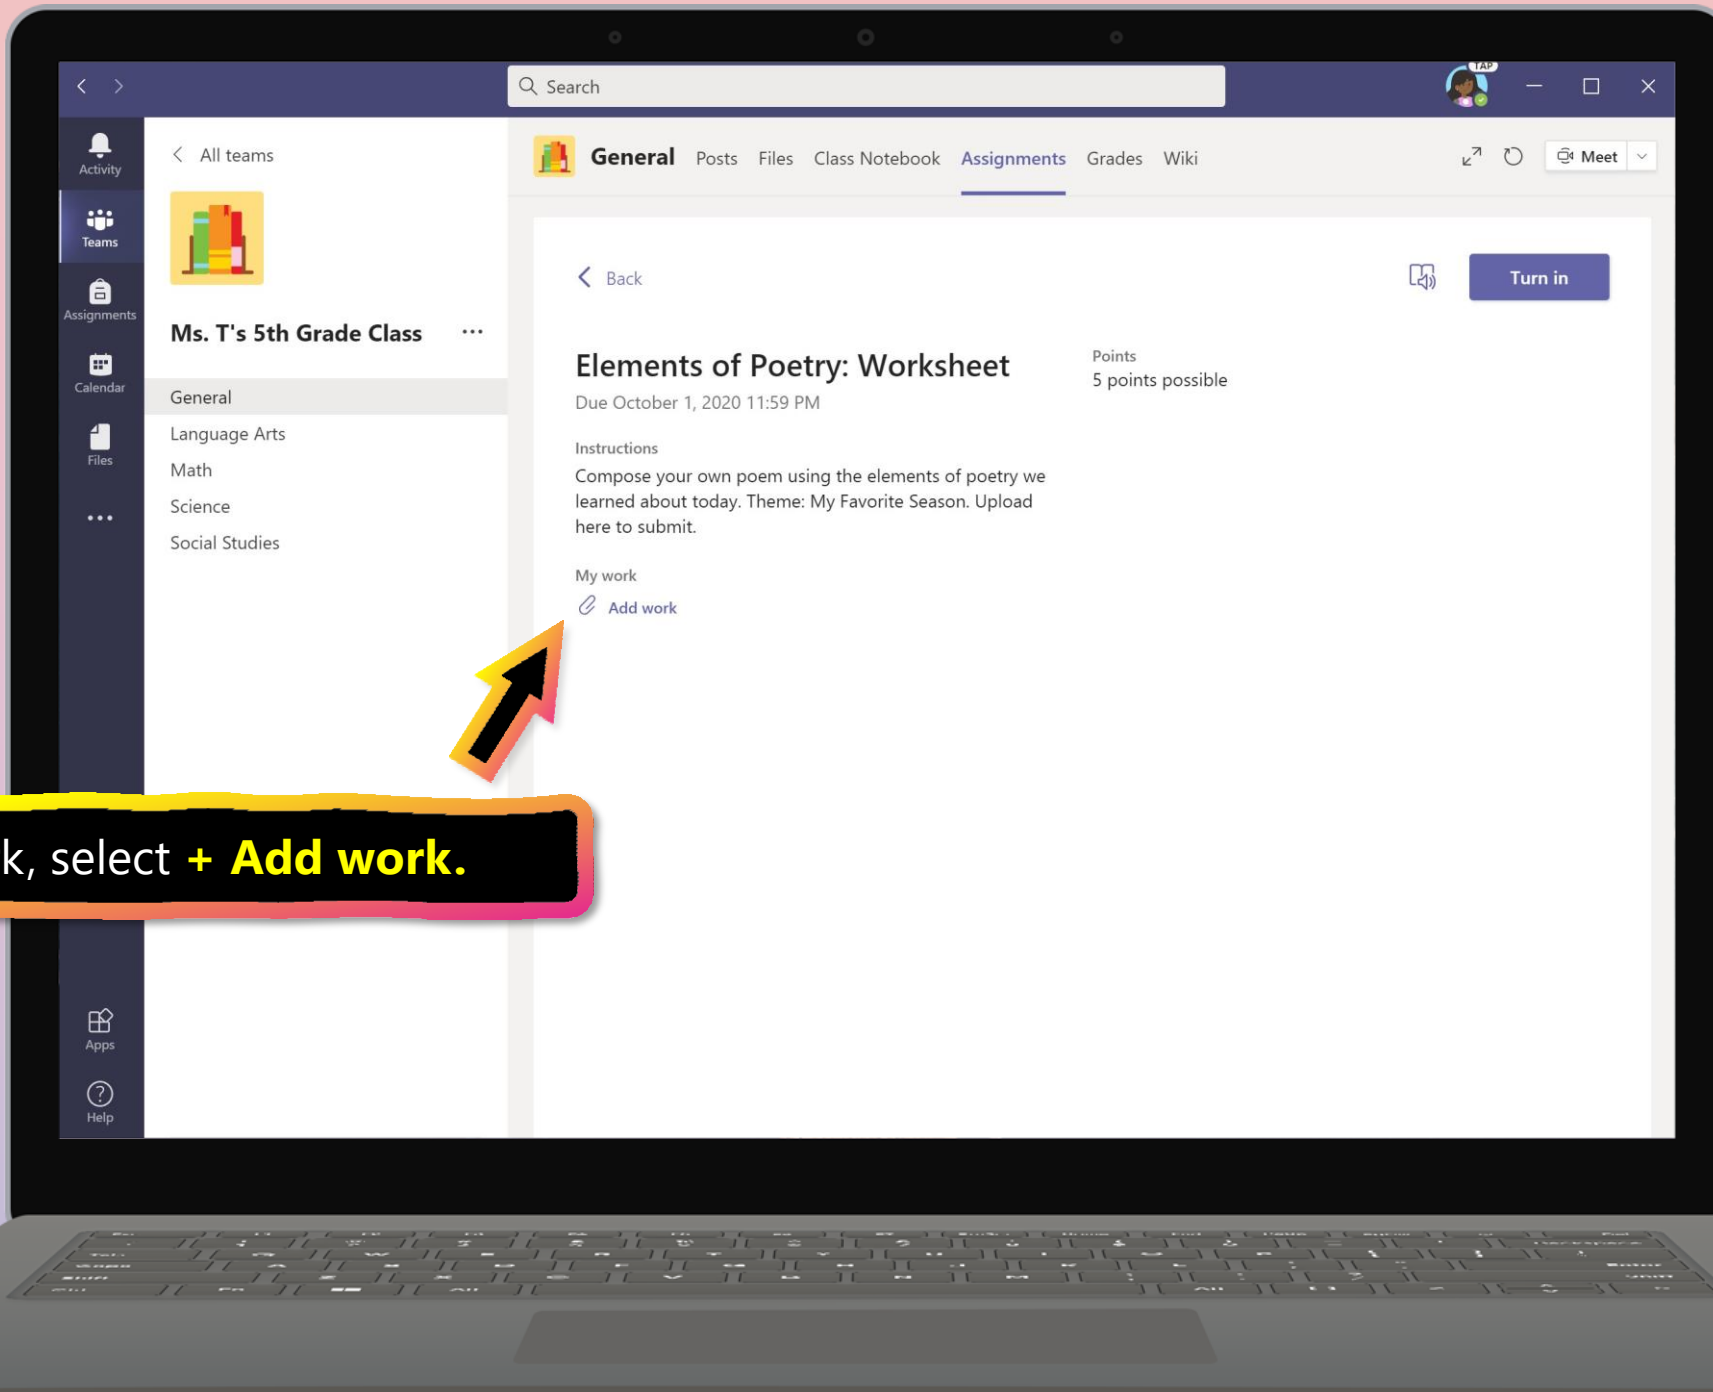 Search
TAP
Activity
Teams
Assignments
Calendar
Files
Apps
Help
All teams
Ms. T's 5th Grade Class
General
Language Arts
Math
Science
Social Studies
General Posts Files Class Notebook Assignments Grades Wiki
Meet
Back
Turn in
Elements of Poetry: Worksheet
Due October 1, 2020 11:59 PM
Points
5 points possible
Instructions
Compose your own poem using the elements of poetry we
learned about today. Theme: My Favorite Season. Upload
here to submit.
My work
Add work
k, select + Add work.